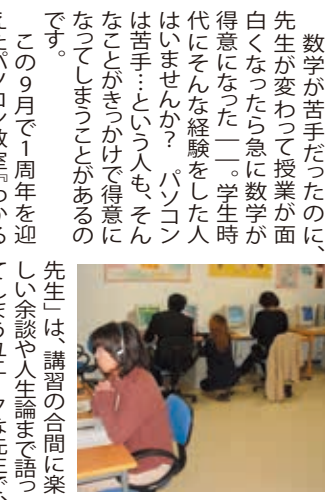 数学が苦手だったのに、
先生が変わって授業が面
白くなったら急に数学が
得意になった――。学生時
代にそんな経験をした人
はいませんか？ パソコン
は苦手…という人も、そん
なことがきっかけで得意に
なってしまうことがあるの
です。
この9月で1周年を迎
えたパソコン教室『わかる
先生』は、講習の合間に楽
しい余談や人生論まで語っ